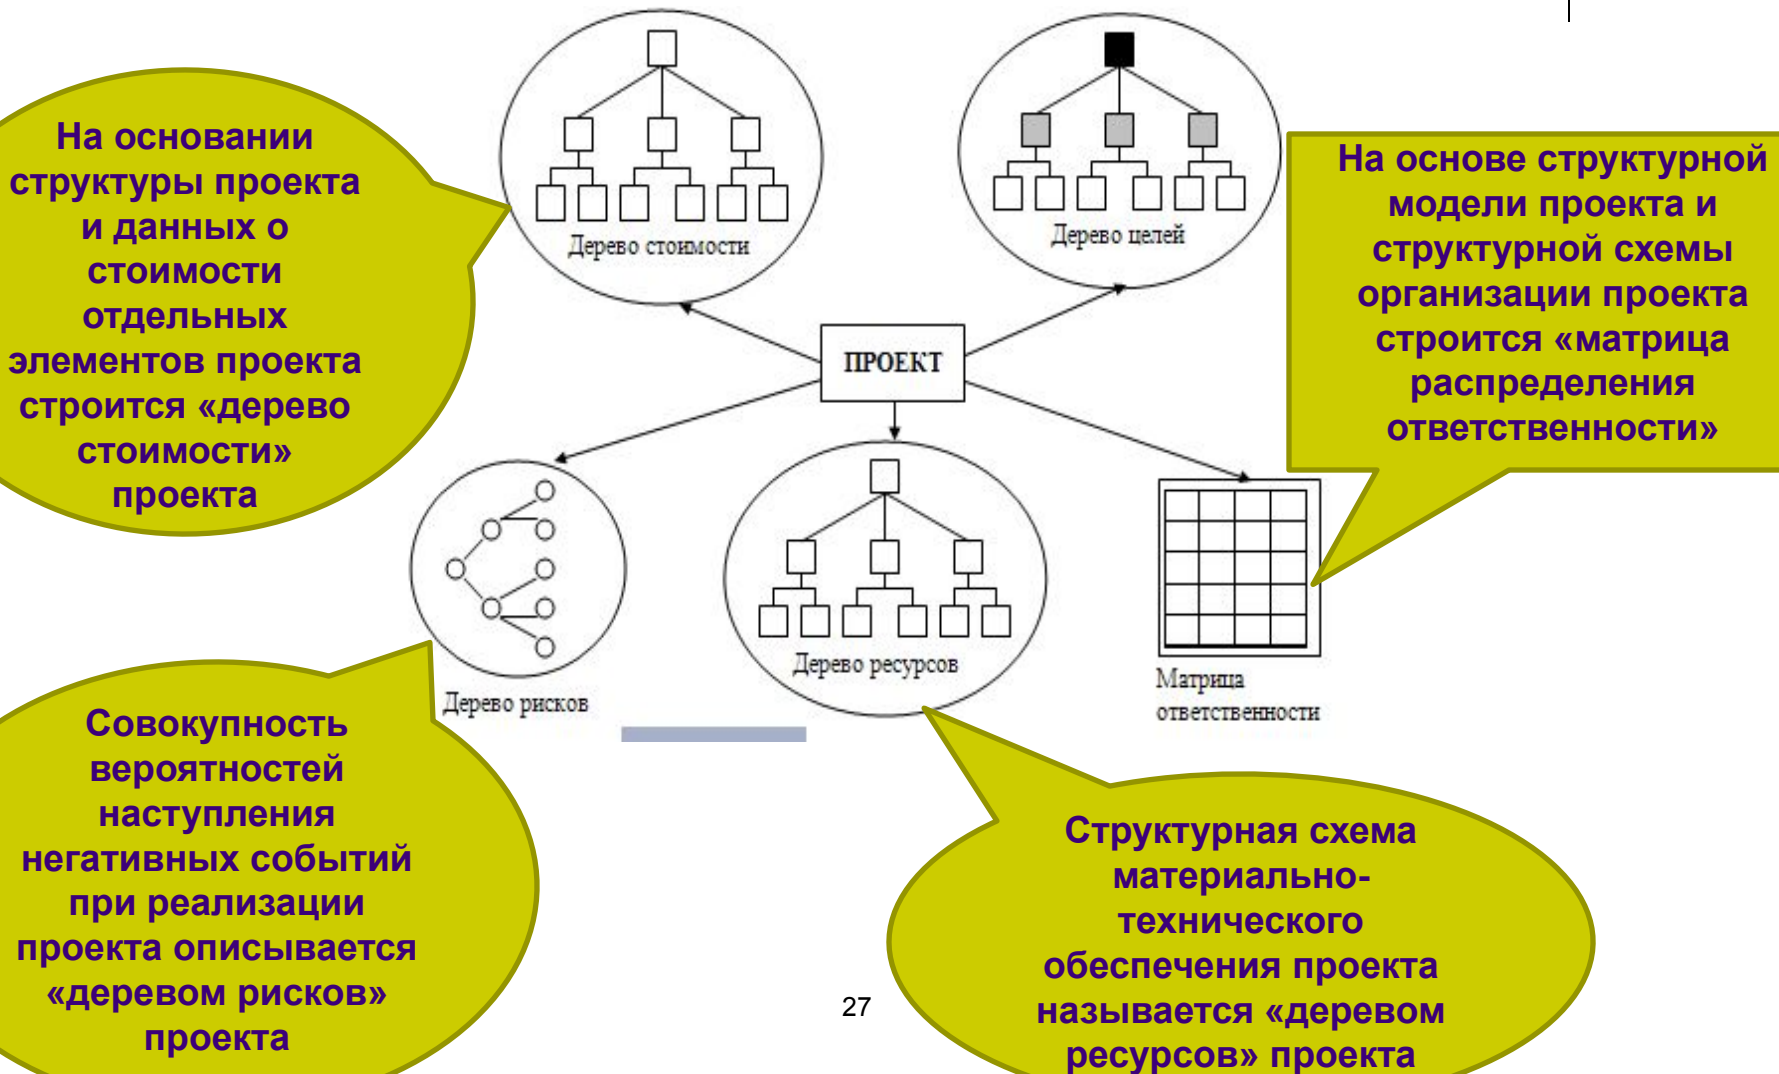 На основании
структуры проекта
и данных о
стоимости
отдельных
элементов проекта
строится «дерево
стоимости»
проекта
Дерево стоимости
Дерево целей
На основе структурной
модели проекта и
структурной схемы
организации проекта
строится «матрица
распределения
ответственности»
ПРОЕКТ
Дерево рисков
Дерево ресурсов
Матрица
ответственности
Совокупность
вероятностей
наступления
негативных событий
при реализации
проекта описывается
«деревом рисков»
проекта
Структурная схема
материально-
технического
обеспечения проекта
называется «деревом
ресурсов» проекта
27